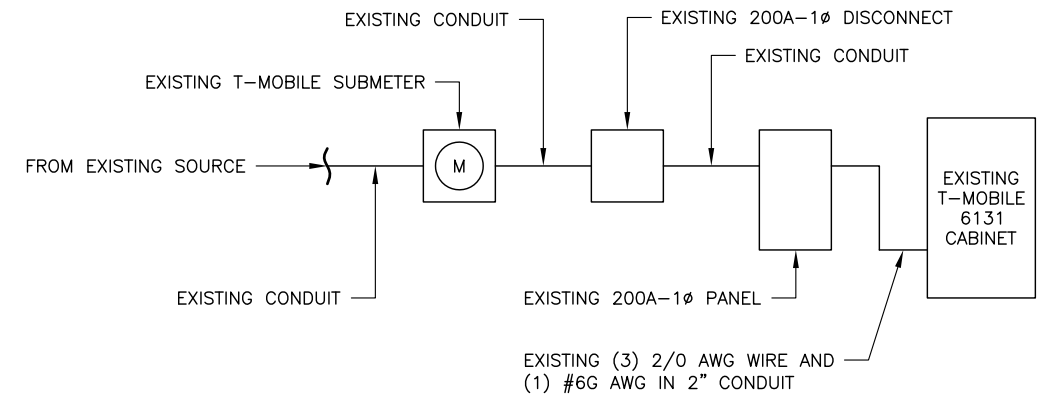 EXISTING CONDUIT
EXISTING 200A-1ø DISCONNECT
EXISTING CONDUIT
EXISTING T-MOBILE SUBMETER
FROM EXISTING SOURCE
M
EXISTING
T-MOBILE
6131
CABINET
EXISTING CONDUIT
EXISTING 200A-1ø PANEL
EXISTING (3) 2/0 AWG WIRE AND
(1) #6G AWG IN 2" CONDUIT